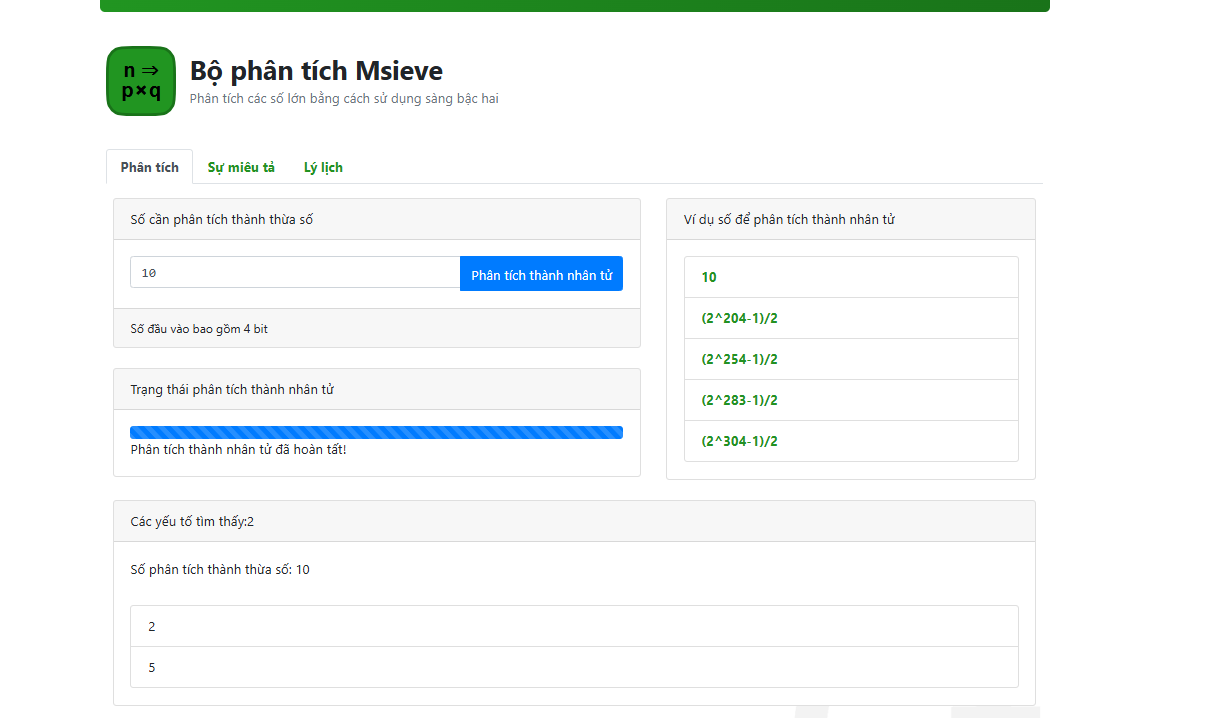 n ⇒
p×q
Bộ phân tích Msieve
Phân tích các số lớn bằng cách sử dụng sàng bậc hai
Phân tích
Sự miêu tả
Lý lịch
Số cần phân tích thành thừa số
10
Phân tích thành nhân tử
Số đầu vào bao gồm 4 bit
Trạng thái phân tích thành nhân tử
Phân tích thành nhân tử đã hoàn tất!
Ví dụ số để phân tích thành nhân tử
10
(2^204-1)/2
(2^254-1)/2
(2^283-1)/2
(2^304-1)/2
Các yếu tố tìm thấy:2
Số phân tích thành thừa số: 10
2
5